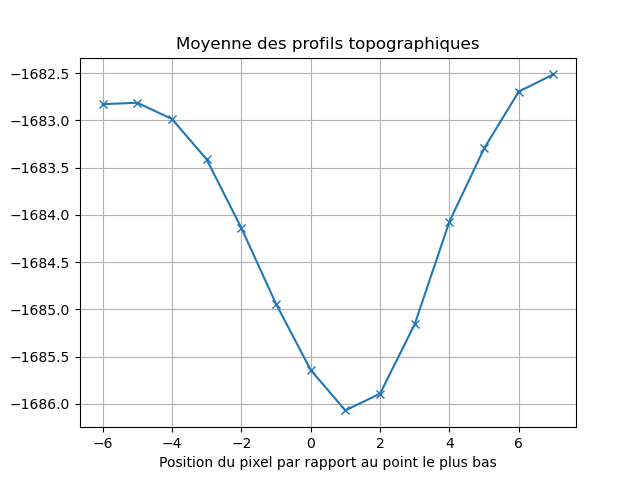 Moyenne des profils topographiques
−1682.5
−1683.0
−1683.5
−1684.0
−1684.5
−1685.0
−1685.5
−1686.0
−6 −4 −2 0 2 4 6
Position du pixel par rapport au point le plus bas